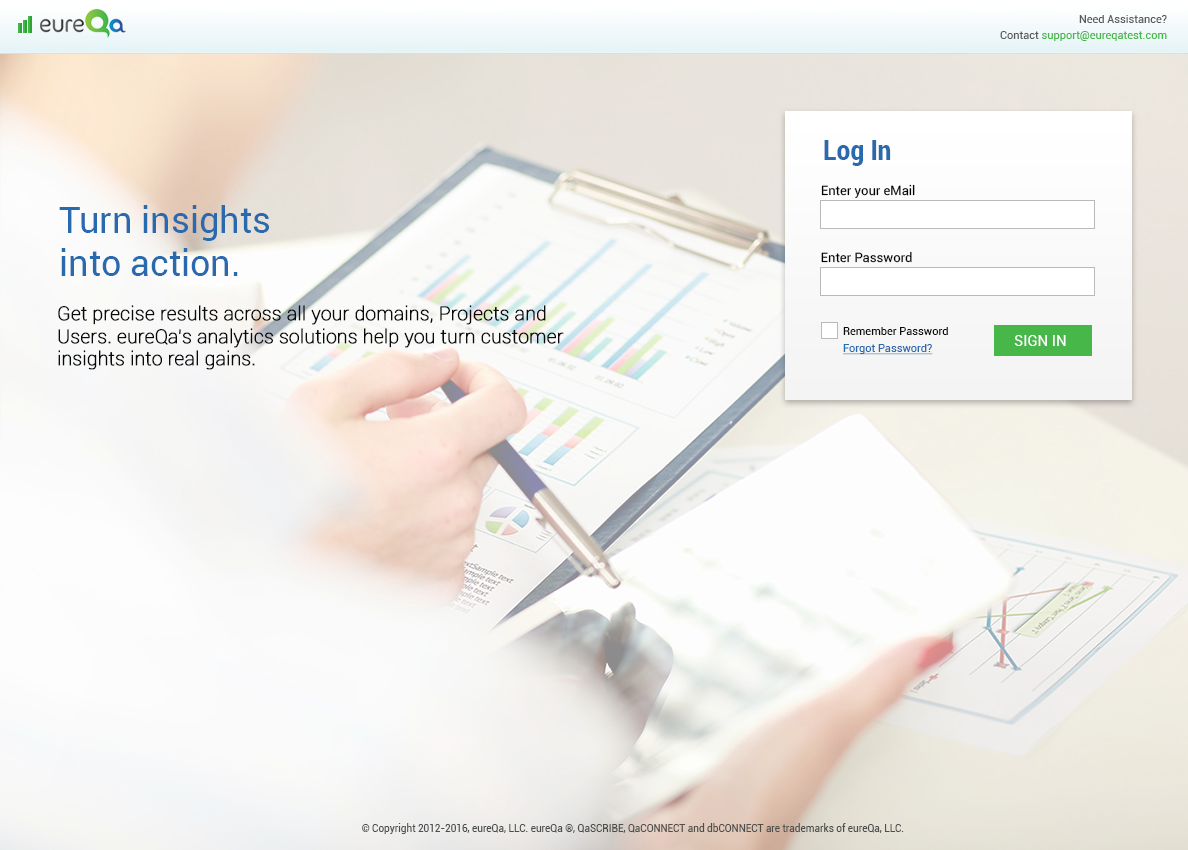 eureQa
Need Assistance?
Contact support@eureqatest.com
Log In
Enter your eMail
Enter Password
Remember Password
Forgot Password?
SIGN IN
Turn insights
into action.
Get precise results across all your domains, Projects and
Users. eureQa's analytics solutions help you turn customer
insights into real gains.
© Copyright 2012-2016, eureQa, LLC. eureQa ®, QaSCRIBE, QaCONNECT and dbCONNECT are trademarks of eureQa, LLC.